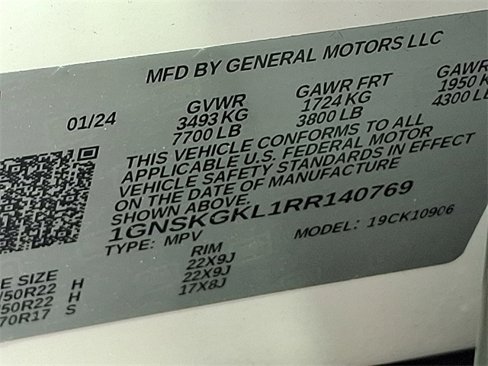 MFD BY GENERAL MOTORS LLC
01/24 GVWR GAWR FRT GAWR
3493 KG 1724 KG 1950 K
7700 LB 3800 LB 4300 LB
THIS VEHICLE CONFORMS TO ALL
APPLICABLE U.S. FEDERAL MOTOR
VEHICLE SAFETY STANDARDS IN EFFECT
ON THE DATE OF MANUFACTURE
SHOWN ABOVE.
1GNSKGKL1RR140769
TYPE: MPV MODEL: 19CK10906
E SIZE RIM
/50R22 H 22X9J
50R22 H 22X9J
70R17 S 17X8J